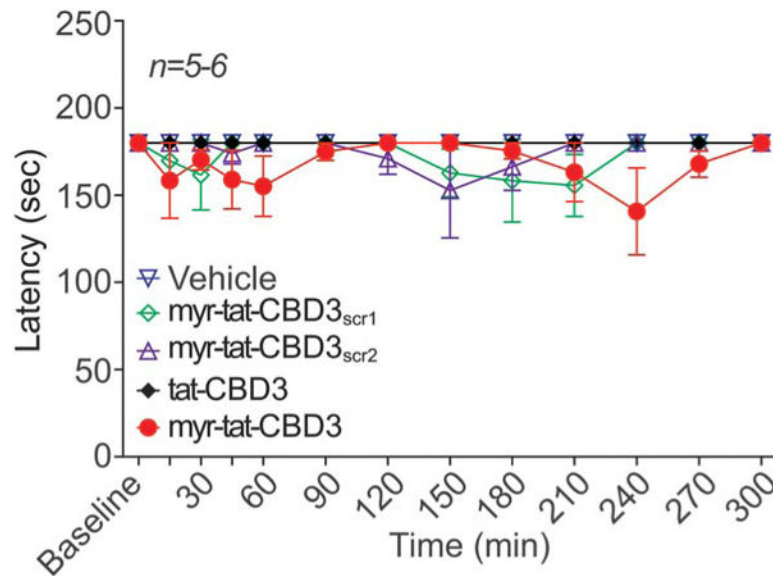 250
n=5-6
200
150
100
50
0
Latency (sec)
Vehicle
myr-tat-CBD3scr1
myr-tat-CBD3scr2
tat-CBD3
myr-tat-CBD3
Baseline 30 60 90 120 150 180 210 240 270 300
Time (min)